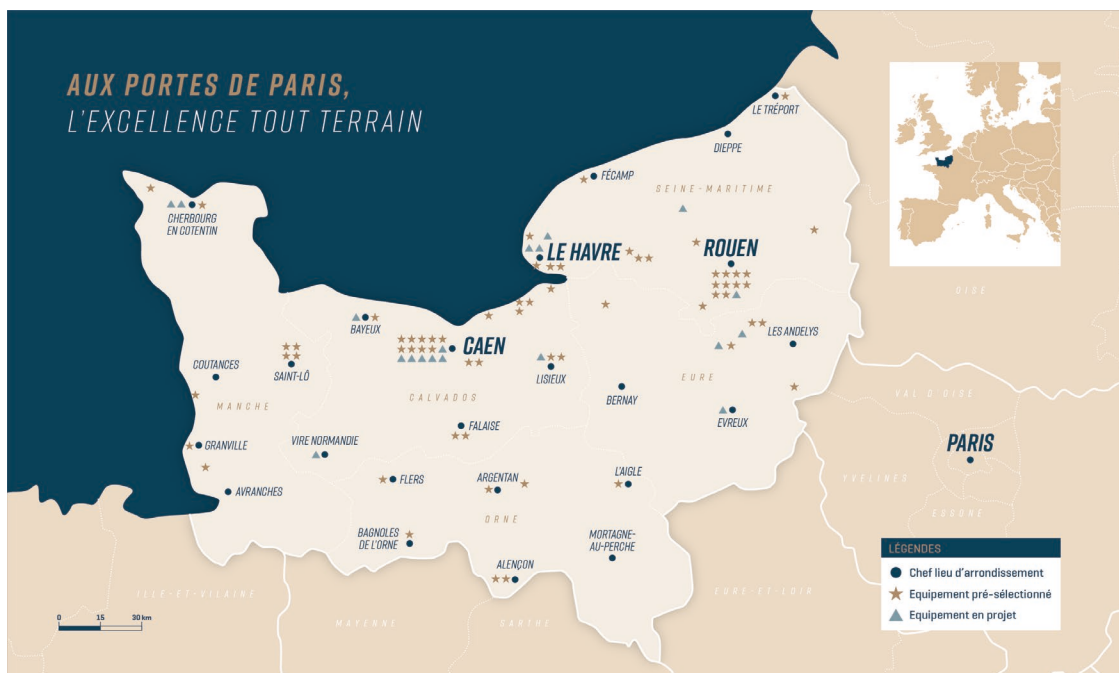 AUX PORTES DE PARIS,
L'EXCELLENCE TOUT TERRAIN
LE TRÉPORT
DIEPPE
FÉCAMP
SEINE-MARITIME
CHERBOURG
EN COTENTIN
LE HAVRE
ROUEN
OISE
BAYEUX
CAEN
LES ANDELYS
COUTANCES
SAINT-LÔ
LISIEUX
EURE
MANCHE
CALVADOS
BERNAY
VAL D'OISE
FALAISE
EVREUX
GRANVILLE
VIRE NORMANDIE
PARIS
AVRANCHES
FLERS
ARGENTAN
L'AIGLE
YVELINES
ESSONE
ORNE
BAGNOLES
DE L'ORNE
MORTAGNE-
AU-PERCHE
ALENÇON
LÉGENDES
Chef lieu d'arrondissement
Equipement pré-sélectionné
Equipement en projet
ILLE-ET-VILAINE
MAYENNE
SARTHE
EURE-ET-LOIR
0 15 30 km